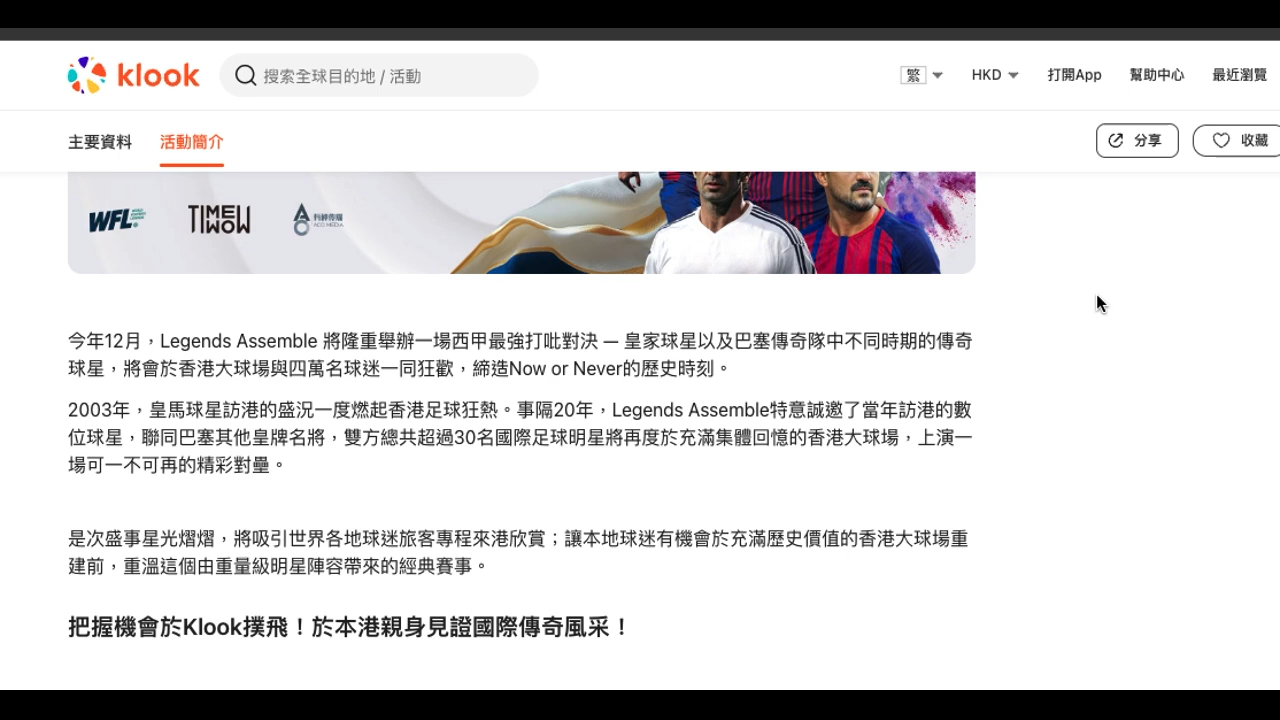 klook
搜索全球目的地 / 活動
繁
HKD
打開App
幫助中心
最近瀏覽
主要資料
活動簡介
分享
收藏
WFL
TIMEWOW
利緯傳媒
ACO MEDIA
今年12月，Legends Assemble 將隆重舉辦一場西甲最強打吡對決 — 皇家球星以及巴塞傳奇隊中不同時期的傳奇
球星，將會於香港大球場與四萬名球迷一同狂歡，締造Now or Never的歷史時刻。
2003年，皇馬球星訪港的盛況一度燃起香港足球狂熱。事隔20年，Legends Assemble特意誠邀了當年訪港的數
位球星，聯同巴塞其他皇牌名將，雙方總共超過30名國際足球明星將再度於充滿集體回憶的香港大球場，上演一
場可一不可再的精彩對壘。
是次盛事星光熠熠，將吸引世界各地球迷旅客專程來港欣賞；讓本地球迷有機會於充滿歷史價值的香港大球場重
建前，重溫這個由重量級明星陣容帶來的經典賽事。
把握機會於Klook撲飛！於本港親身見證國際傳奇風采！